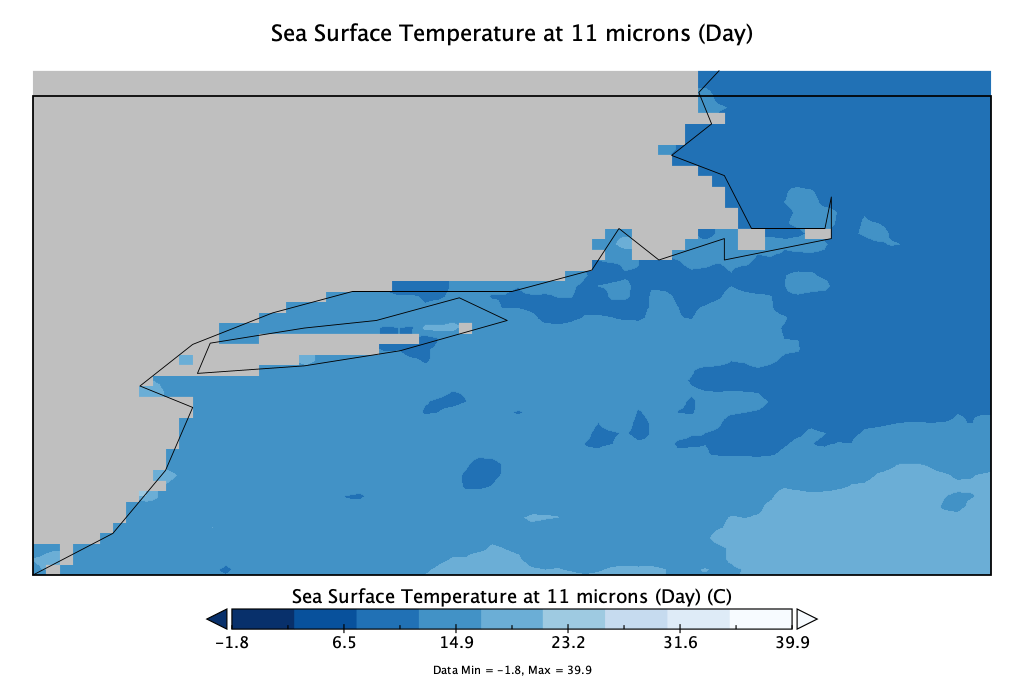 Sea Surface Temperature at 11 microns (Day)
Sea Surface Temperature at 11 microns (Day) (C)
−1.8 6.5 14.9 23.2 31.6 39.9
Data Min = −1.8, Max = 39.9